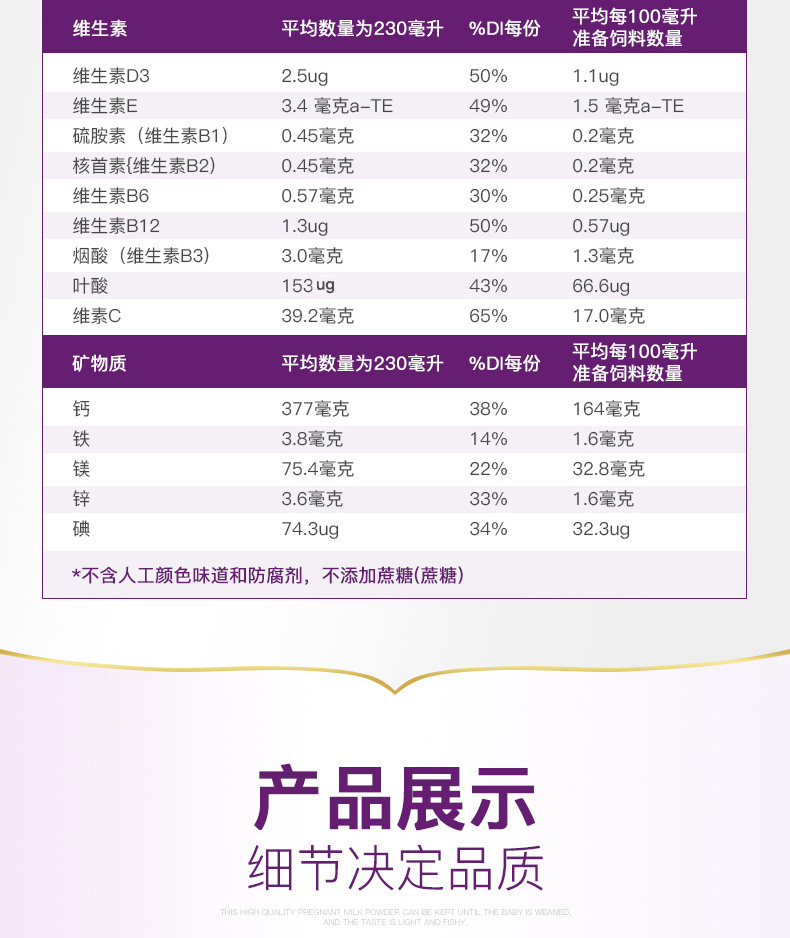 维生素 平均数量为230毫升 %DI每份 平均每100毫升
准备饲料数量
维生素D3 2.5ug 50% 1.1ug
维生素E 3.4 毫克a-TE 49% 1.5 毫克a-TE
硫胺素（维生素B1） 0.45毫克 32% 0.2毫克
核首素{维生素B2） 0.45毫克 32% 0.2毫克
维生素B6 0.57毫克 30% 0.25毫克
维生素B12 1.3ug 50% 0.57ug
烟酸（维生素B3） 3.0毫克 17% 1.3毫克
叶酸 153ug 43% 66.6ug
维素C 39.2毫克 65% 17.0毫克
矿物质 平均数量为230毫升 %DI每份 平均每100毫升
准备饲料数量
钙 377毫克 38% 164毫克
铁 3.8毫克 14% 1.6毫克
镁 75.4毫克 22% 32.8毫克
锌 3.6毫克 33% 1.6毫克
碘 74.3ug 34% 32.3ug
*不含人工颜色味道和防腐剂，不添加蔗糖(蔗糖)
产品展示
细节决定品质
THIS HIGH QUALITY PREGNANT MILK POWDER CAN BE KEPT UNTIL THE BABY IS WEANED,
AND THE TASTE IS LIGHT AND FISHY.